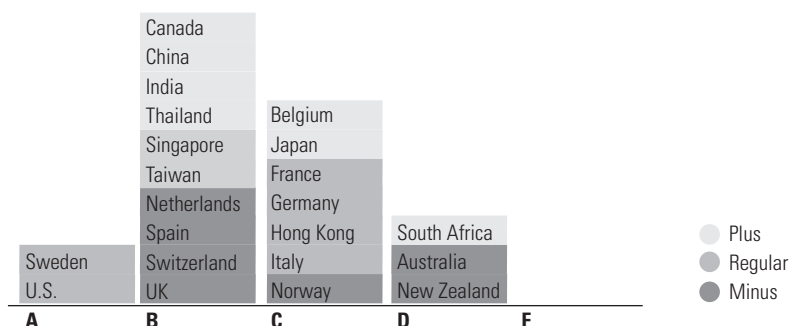 Canada
China
India
Thailand
Singapore
Taiwan
Netherlands
Spain
Switzerland
UK
Belgium
Japan
France
Germany
Hong Kong
Italy
Norway
South Africa
Australia
New Zealand
Sweden
U.S.
Plus
Regular
Minus
A B C D F